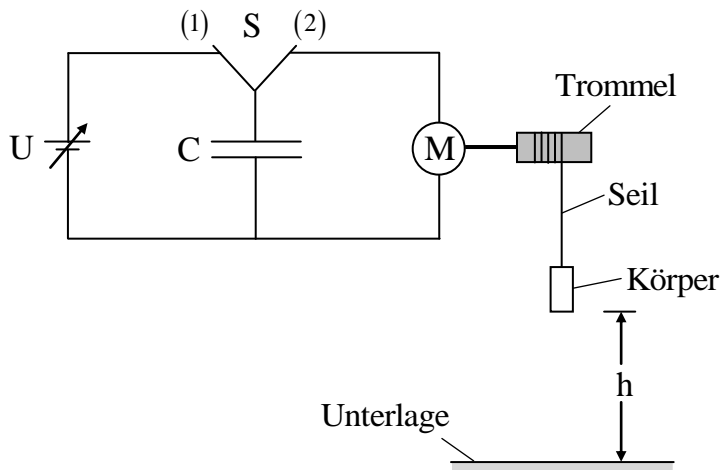 (1) S (2)
Trommel
U
C
M
Seil
Körper
h
Unterlage